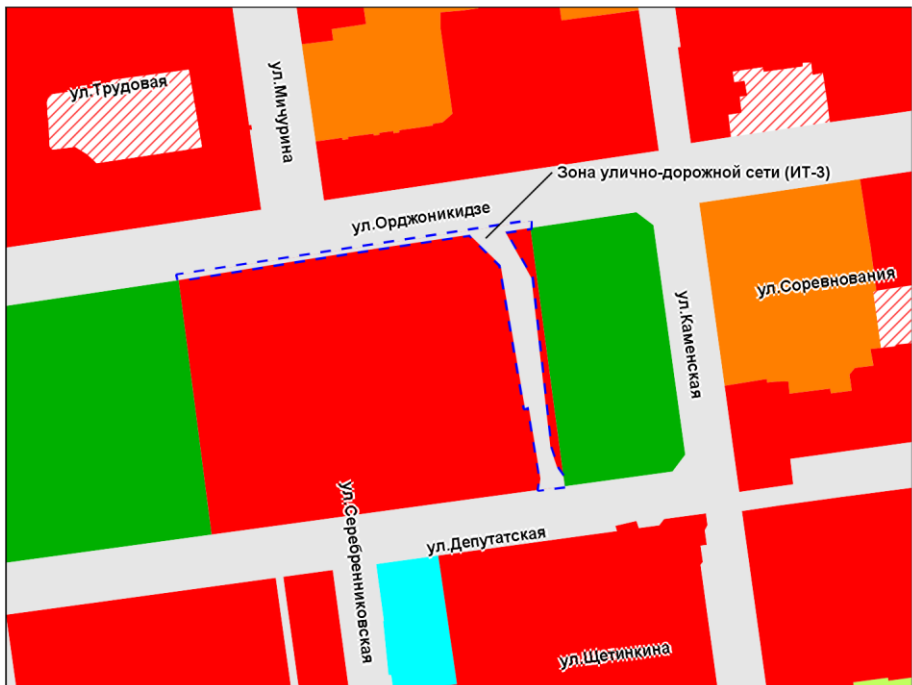 ул.Трудовая
ул.Мичурина
Зона улично-дорожной сети (ИТ-3)
ул.Орджоникидзе
ул.Соревнования
ул.Каменская
ул.Серебренниковская
ул.Депутатская
ул.Щетинкина